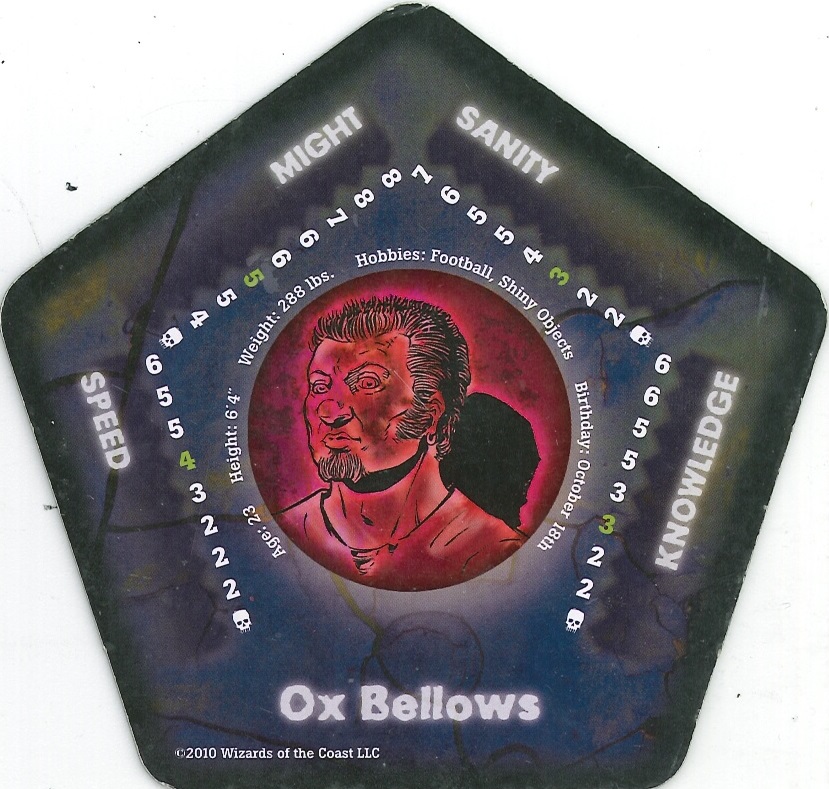 MIGHT
4 5 5 6 6 7 8 8
SANITY
7 6 5 5 4 3 2 2
SPEED
6 5 5 4 3 2 2 2
KNOWLEDGE
6 6 5 5 3 3 2 2
Age: 23
Height: 6'4"
Weight: 288 lbs.
Hobbies: Football, Shiny Objects
Birthday: October 18th
Ox Bellows
©2010 Wizards of the Coast LLC